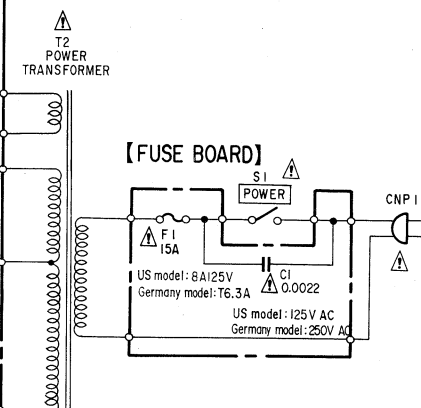 T2
POWER
TRANSFORMER
【FUSE BOARD】
S1
POWER
CNP1
F1
15A
C1
0.0022
US model: 8A125V
Germany model: T6.3A
US model: 125V AC
Germany model: 250V AC